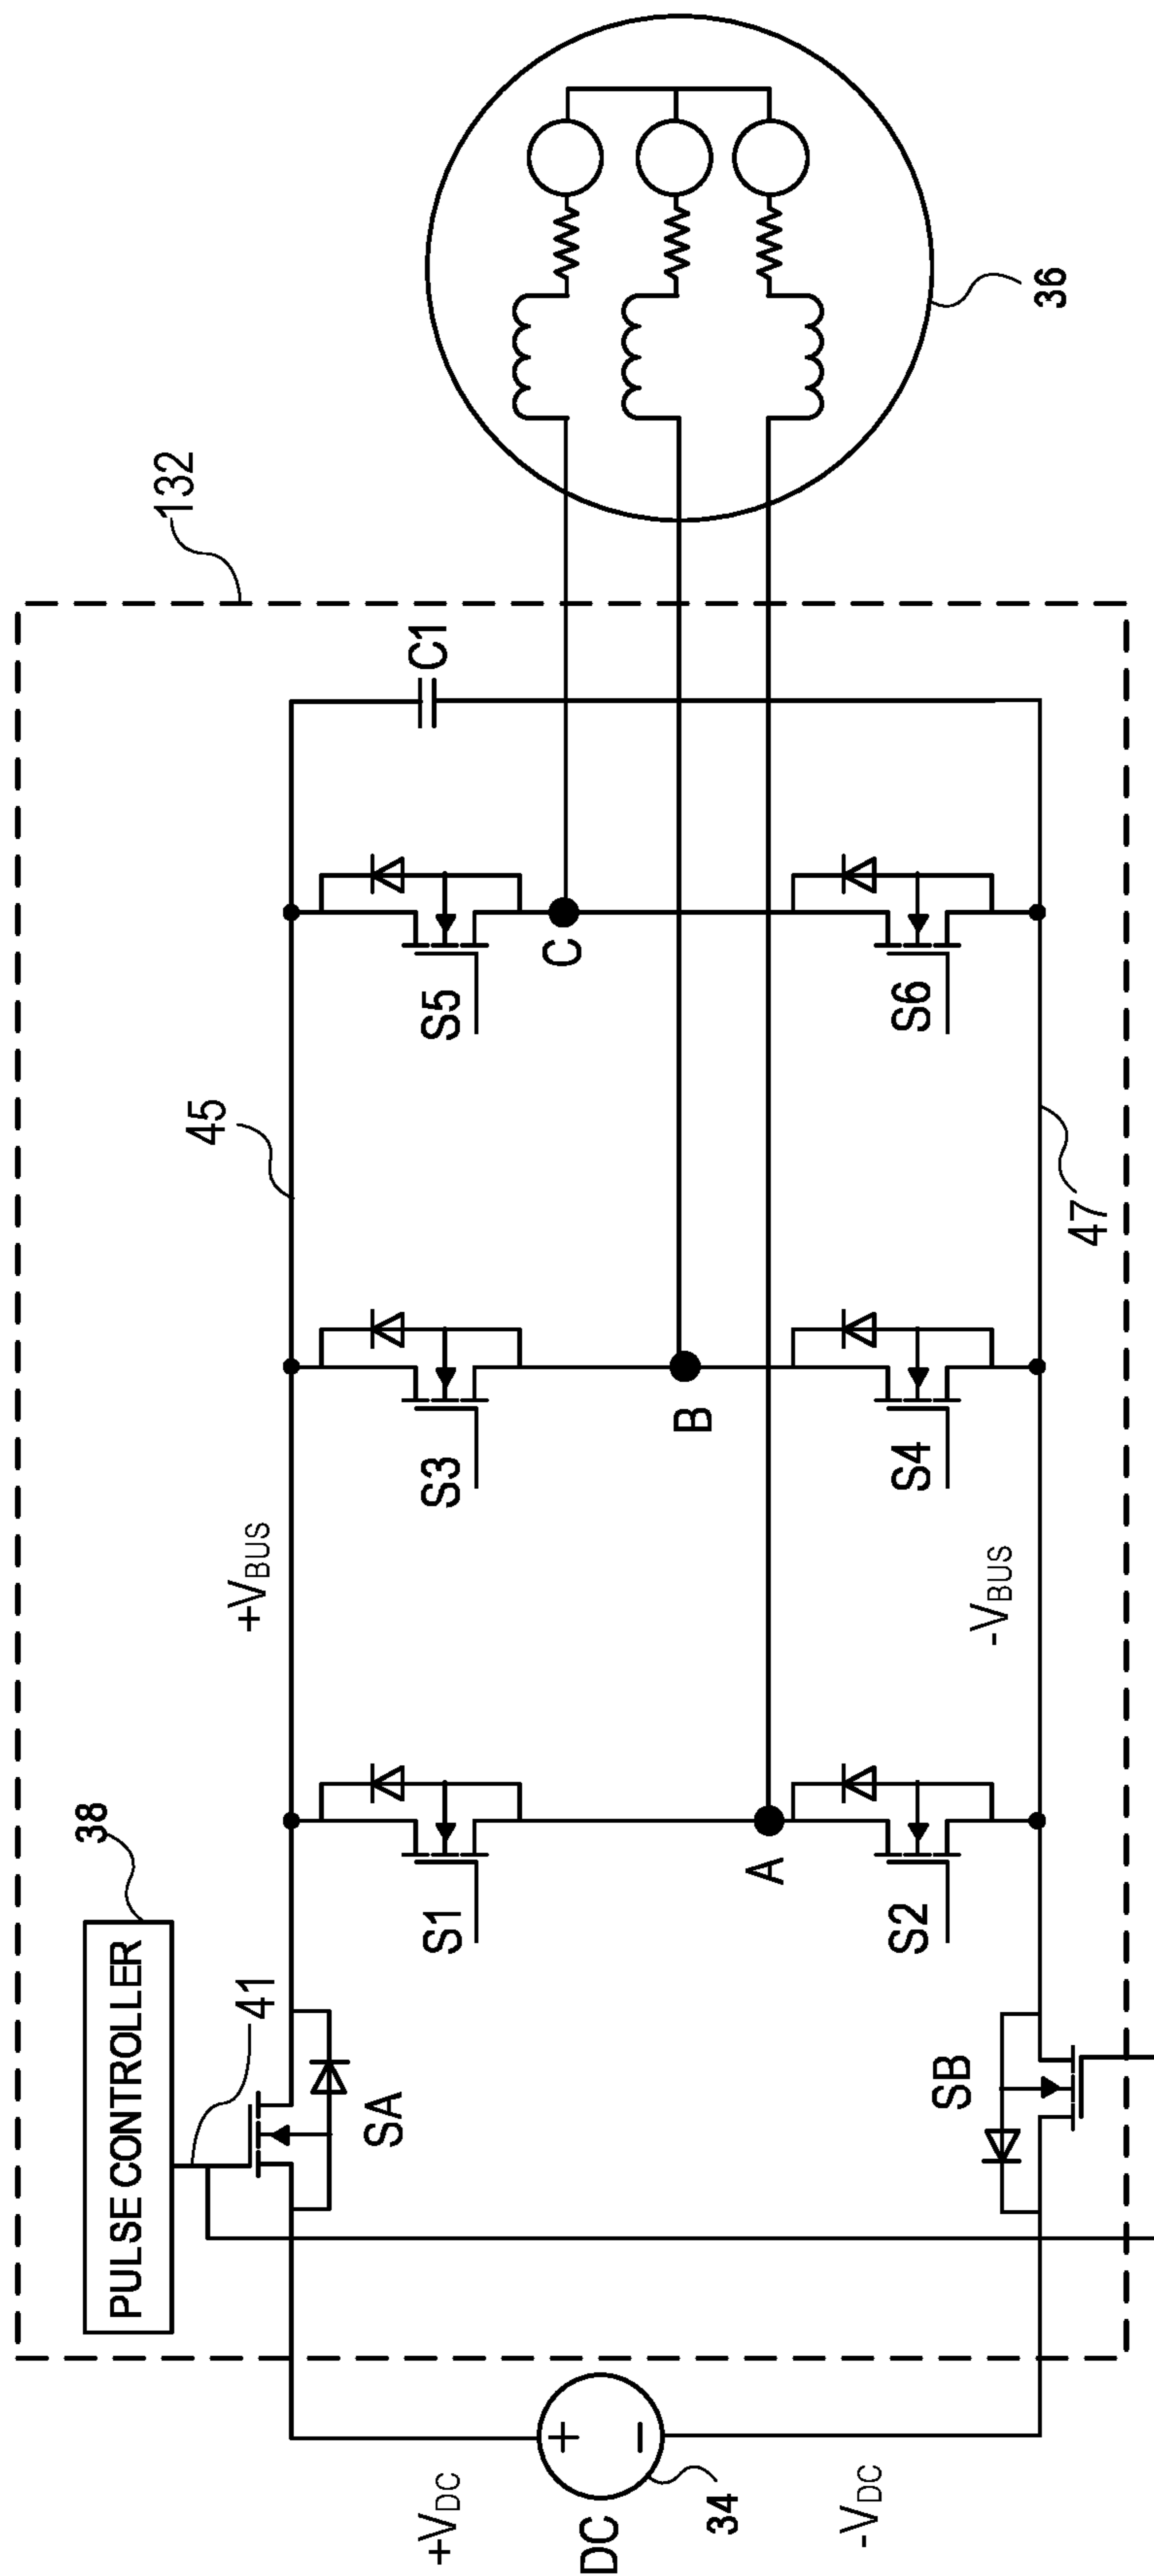 132
PULSE CONTROLLER
38
41
45
+V_BUS
C1
S1
S3
S5
SA
C
B
A
36
+V_DC
DC
34
-V_DC
S2
S4
S6
SB
-V_BUS
47